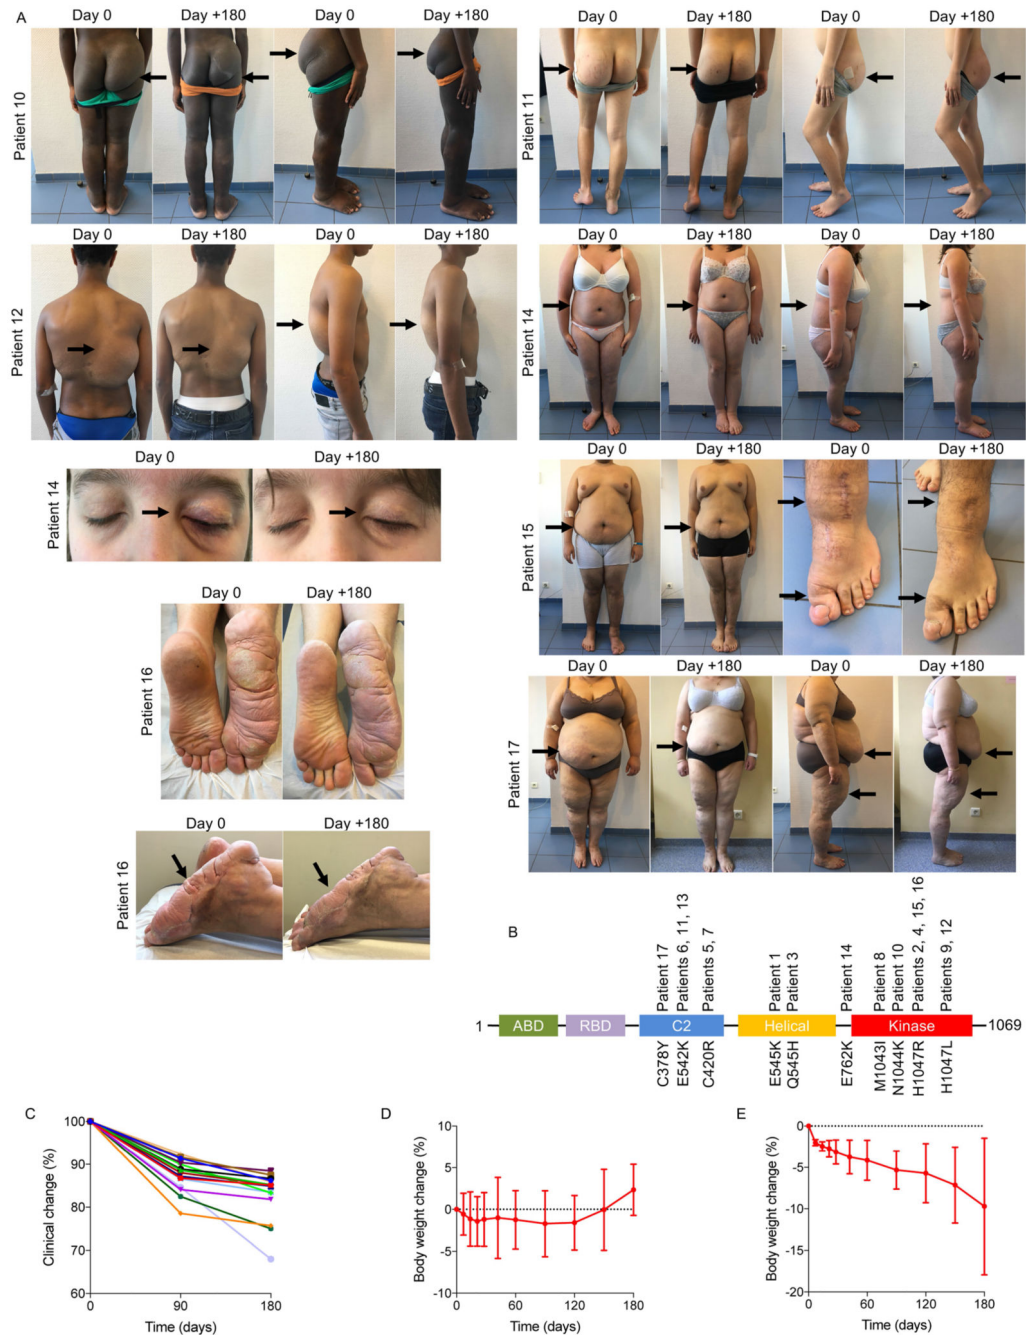 A
Day 0 Day +180 Day 0 Day +180
Patient 10
Day 0 Day +180 Day 0 Day +180
Patient 11
Day 0 Day +180 Day 0 Day +180
Patient 12
Day 0 Day +180 Day 0 Day +180
Patient 14
Day 0 Day +180
Patient 14
Day 0 Day +180 Day 0 Day +180
Patient 15
Day 0 Day +180
Patient 16
Day 0 Day +180 Day 0 Day +180
Patient 17
Day 0 Day +180
Patient 16
B
Patient 17
Patients 6, 11, 13
Patients 5, 7
Patient 1
Patient 3
Patient 14
Patient 8
Patient 10
Patients 2, 4, 15, 16
Patients 9, 12
1 ABD RBD C2 Helical Kinase 1069
C378Y
E542K
C420R
E545K
Q545H
E762K
M1043I
N1044K
H1047R
H1047L
C
Clinical change (%)
100
90
80
70
60
0 90 180
Time (days)
D
Body weight change (%)
10
5
0
-5
-10
0 60 120 180
Time (days)
E
Body weight change (%)
0
-5
-10
-15
-20
0 60 120 180
Time (days)